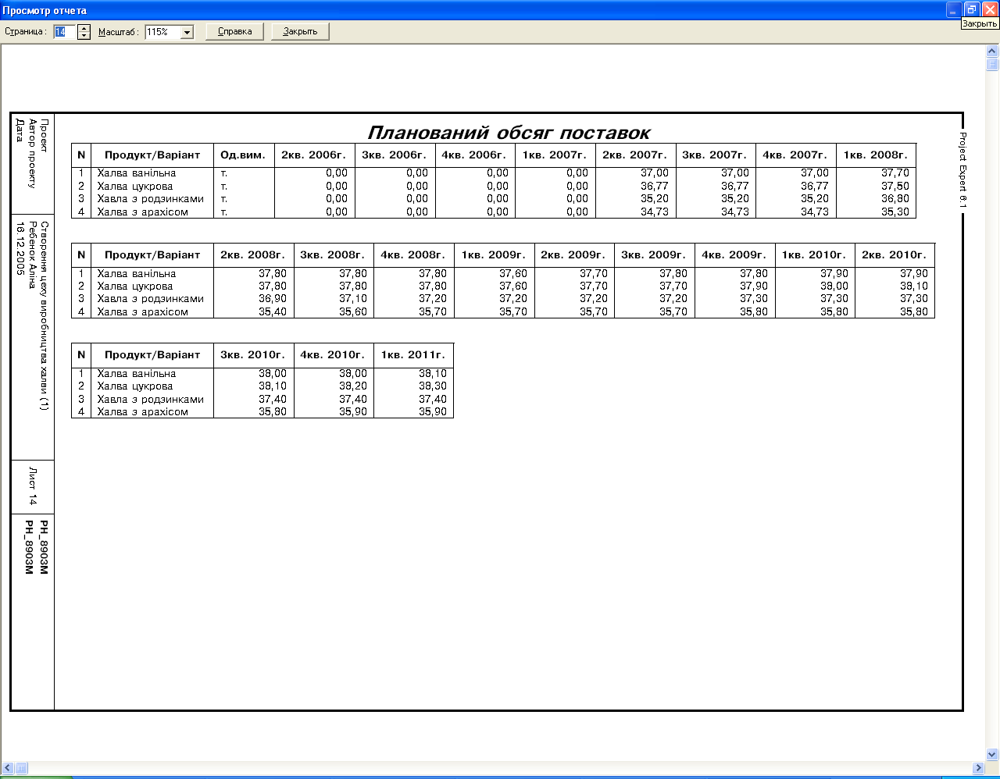 Просмотр отчета
Страница : 14 Масштаб : 115% Справка Закрыть
Закрыть
Проект
Автор проекту
Дата
Створення цеху виробництва халви (1)
Ребенок Аліна
16.12.2005
Лист 14
PH_8903M
PH_8903M
Project Expert 6.1
Планований обсяг поставок
N Продукт/Варіант Од.вим. 2кв. 2006г. 3кв. 2006г. 4кв. 2006г. 1кв. 2007г. 2кв. 2007г. 3кв. 2007г. 4кв. 2007г. 1кв. 2008г.
1 Халва ванільна т. 0,00 0,00 0,00 0,00 37,00 37,00 37,00 37,70
2 Халва цукрова т. 0,00 0,00 0,00 0,00 36,77 36,77 36,77 37,50
3 Хавла з родзинками т. 0,00 0,00 0,00 0,00 35,20 35,20 35,20 36,80
4 Халва з арахісом т. 0,00 0,00 0,00 0,00 34,73 34,73 34,73 35,30
N Продукт/Варіант 2кв. 2008г. 3кв. 2008г. 4кв. 2008г. 1кв. 2009г. 2кв. 2009г. 3кв. 2009г. 4кв. 2009г. 1кв. 2010г. 2кв. 2010г.
1 Халва ванільна 37,80 37,80 37,80 37,60 37,70 37,80 37,80 37,90 37,90
2 Халва цукрова 37,80 37,80 37,80 37,60 37,70 37,70 37,90 38,00 38,10
3 Хавла з родзинками 36,90 37,10 37,20 37,20 37,20 37,20 37,30 37,30 37,30
4 Халва з арахісом 35,40 35,60 35,70 35,70 35,70 35,70 35,80 35,80 35,80
N Продукт/Варіант 3кв. 2010г. 4кв. 2010г. 1кв. 2011г.
1 Халва ванільна 38,00 38,00 38,10
2 Халва цукрова 38,10 38,20 38,30
3 Хавла з родзинками 37,40 37,40 37,40
4 Халва з арахісом 35,80 35,90 35,90